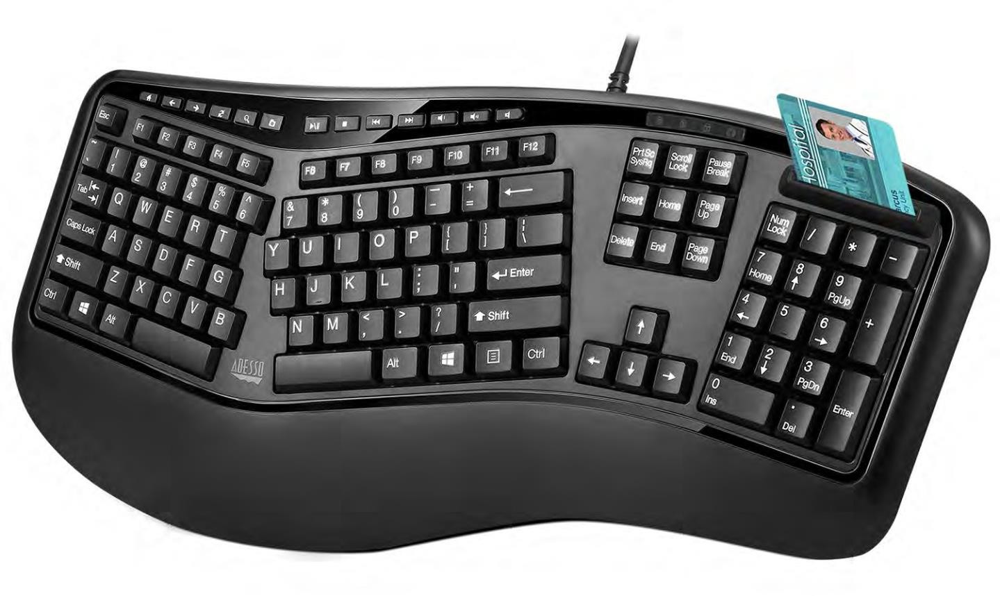 Esc
F1 F2 F3 F4 F5
F6 F7 F8 F9 F10 F11 F12
PrtSc
SysRq
Scroll
Lock
Pause
Break
Hospital
~
`
!
1
@
2
#
3
$
4
%
5
^
6
&
7
*
8
(
9
)
0
_
-
+
=
Insert
Home
Page
Up
Num
Lock
/
*
-
Tab
Q W E R T
Y U I O P
{
[
}
]
|
\
Delete
End
Page
Down
7
Home
8
9
PgUp
+
Caps Lock
A S D F G
H J K L
:
;
"
'
Enter
4
5
6
Shift
Z X C V B
N M
<
,
>
.
?
/
Shift
1
End
2
3
PgDn
Enter
Ctrl
Alt
ADESSO
Alt
Ctrl
0
Ins
.
Del